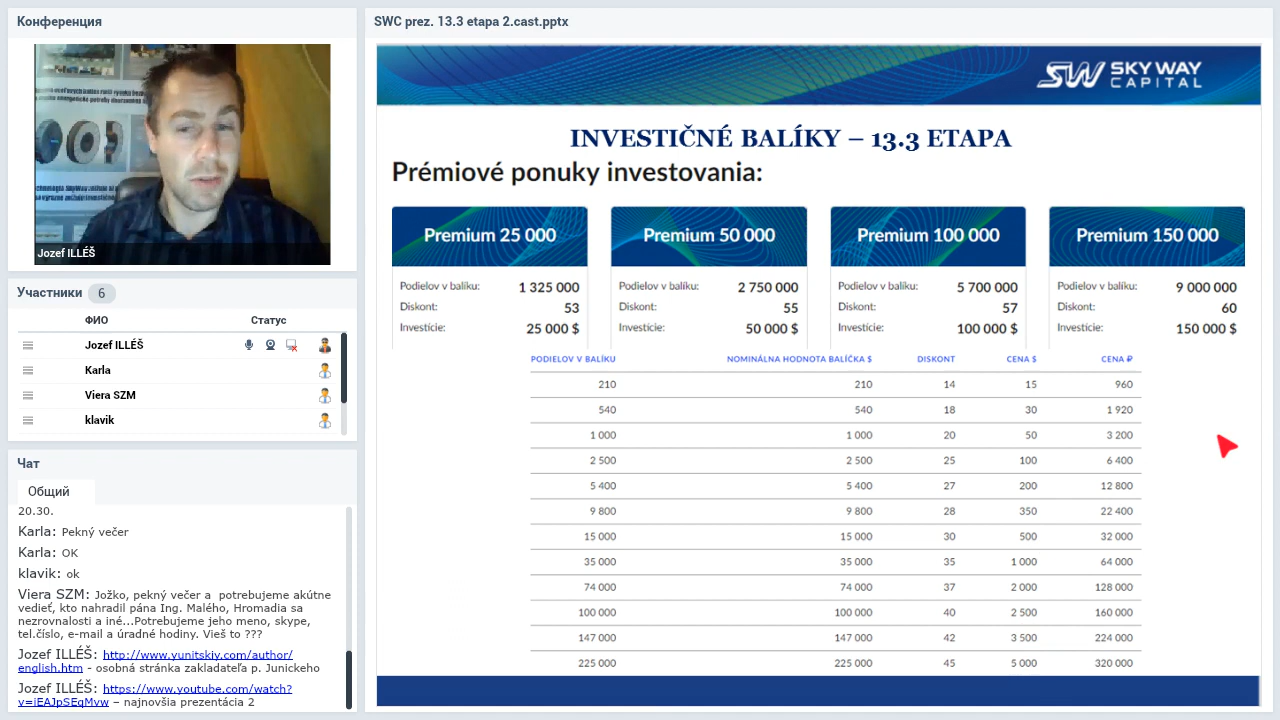 Конференция
Jozef ILLÉŠ
Участники 6
ФИО Статус
Jozef ILLÉŠ
Karla
Viera SZM
klavik
Чат
Общий
20.30.
Karla: Pekný večer
Karla: OK
klavik: ok
Viera SZM: Jožko, pekný večer a potrebujeme akútne
vedieť, kto nahradil pána Ing. Malého, Hromadia sa
nezrovnalosti a iné...Potrebujeme jeho meno, skype,
tel.číslo, e-mail a úradné hodiny. Vieš to ???
Jozef ILLÉŠ: http://www.yunitskiy.com/author/
english.htm - osobná stránka zakladateľa p. Junickeho
Jozef ILLÉŠ: https://www.youtube.com/watch?
v=iEAJpSEqMvw – najnovšia prezentácia 2
SWC prez. 13.3 etapa 2.cast.pptx
SW SKY WAY
CAPITAL
INVESTIČNÉ BALÍKY – 13.3 ETAPA
Prémiové ponuky investovania:
Premium 25 000 Premium 50 000 Premium 100 000 Premium 150 000
Podielov v balíku: 1 325 000 Podielov v balíku: 2 750 000 Podielov v balíku: 5 700 000 Podielov v balíku: 9 000 000
Diskont: 53 Diskont: 55 Diskont: 57 Diskont: 60
Investície: 25 000 $ Investície: 50 000 $ Investície: 100 000 $ Investície: 150 000 $
PODIELOV V BALÍKU NOMINÁLNA HODNOTA BALÍČKA $ DISKONT CENA $ CENA ₽
210 210 14 15 960
540 540 18 30 1 920
1 000 1 000 20 50 3 200
2 500 2 500 25 100 6 400
5 400 5 400 27 200 12 800
9 800 9 800 28 350 22 400
15 000 15 000 30 500 32 000
35 000 35 000 35 1 000 64 000
74 000 74 000 37 2 000 128 000
100 000 100 000 40 2 500 160 000
147 000 147 000 42 3 500 224 000
225 000 225 000 45 5 000 320 000